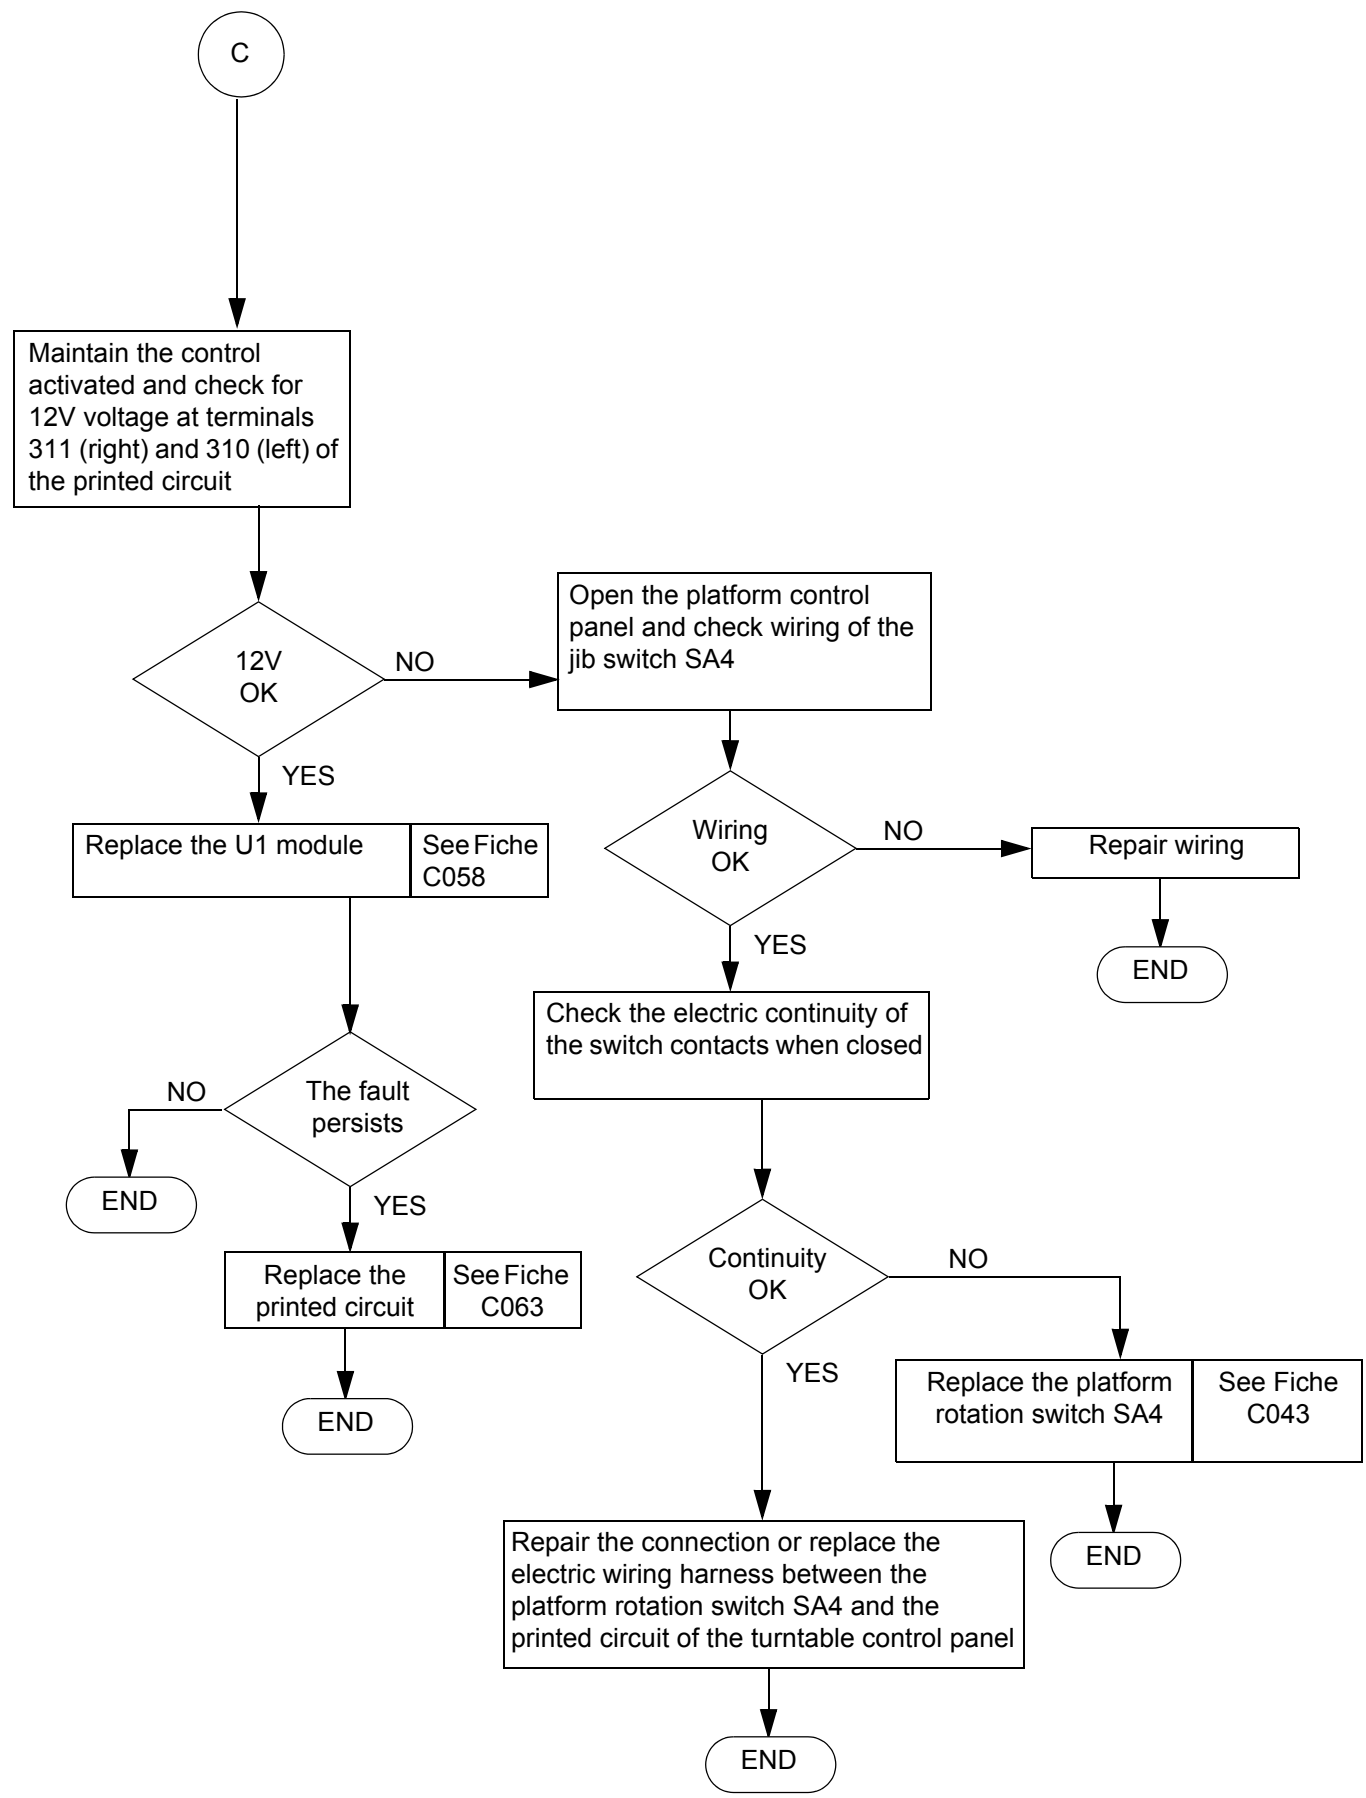 C
Maintain the control
activated and check for
12V voltage at terminals
311 (right) and 310 (left) of
the printed circuit
Open the platform control
panel and check wiring of the
jib switch SA4
12V
OK
NO
YES
Replace the U1 module
See Fiche
C058
Wiring
OK
NO
Repair wiring
END
YES
Check the electric continuity of
the switch contacts when closed
The fault
persists
NO
END
YES
Replace the
printed circuit
See Fiche
C063
END
Continuity
OK
NO
YES
Replace the platform
rotation switch SA4
See Fiche
C043
END
Repair the connection or replace the
electric wiring harness between the
platform rotation switch SA4 and the
printed circuit of the turntable control panel
END